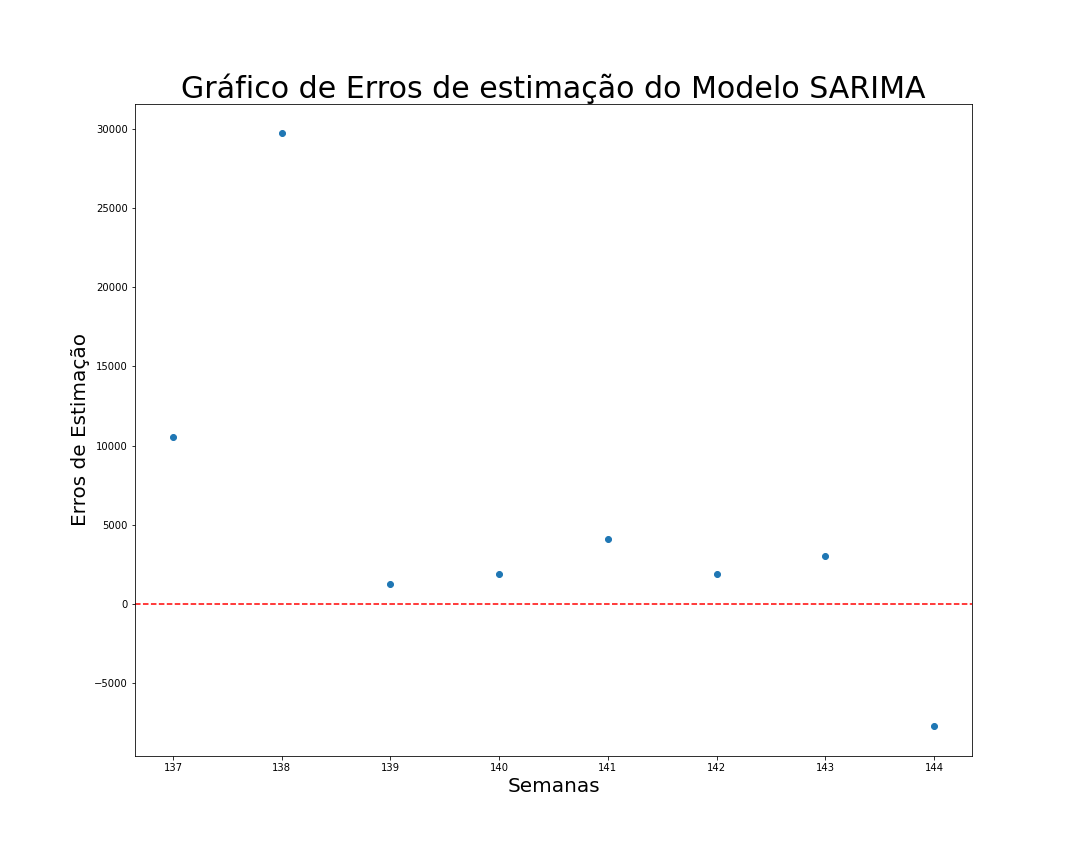 Gráfico de Erros de estimação do Modelo SARIMA
Erros de Estimação
30000
25000
20000
15000
10000
5000
0
−5000
137 138 139 140 141 142 143 144
Semanas